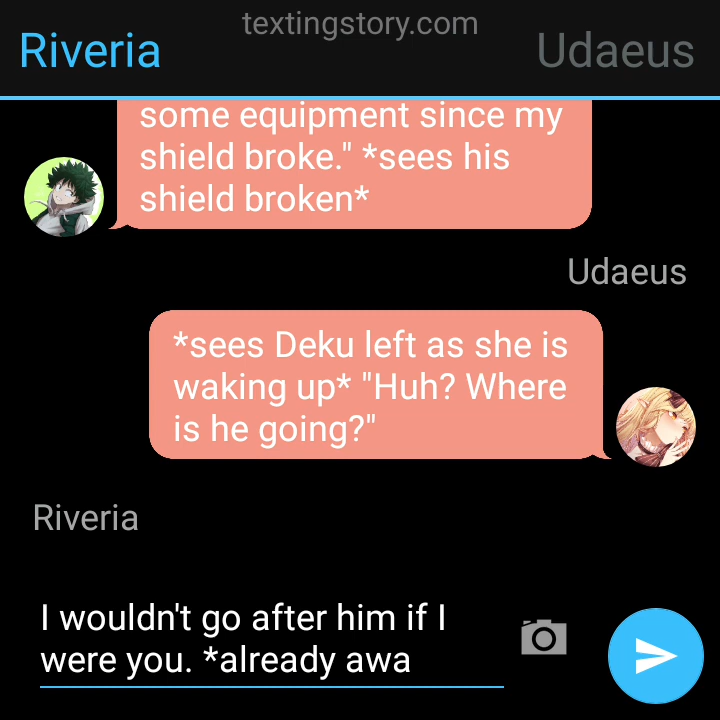 textingstory.com
Riveria
Udaeus
some equipment since my
shield broke." *sees his
shield broken*
Udaeus
*sees Deku left as she is
waking up* "Huh? Where
is he going?"
Riveria
I wouldn't go after him if I
were you. *already awa